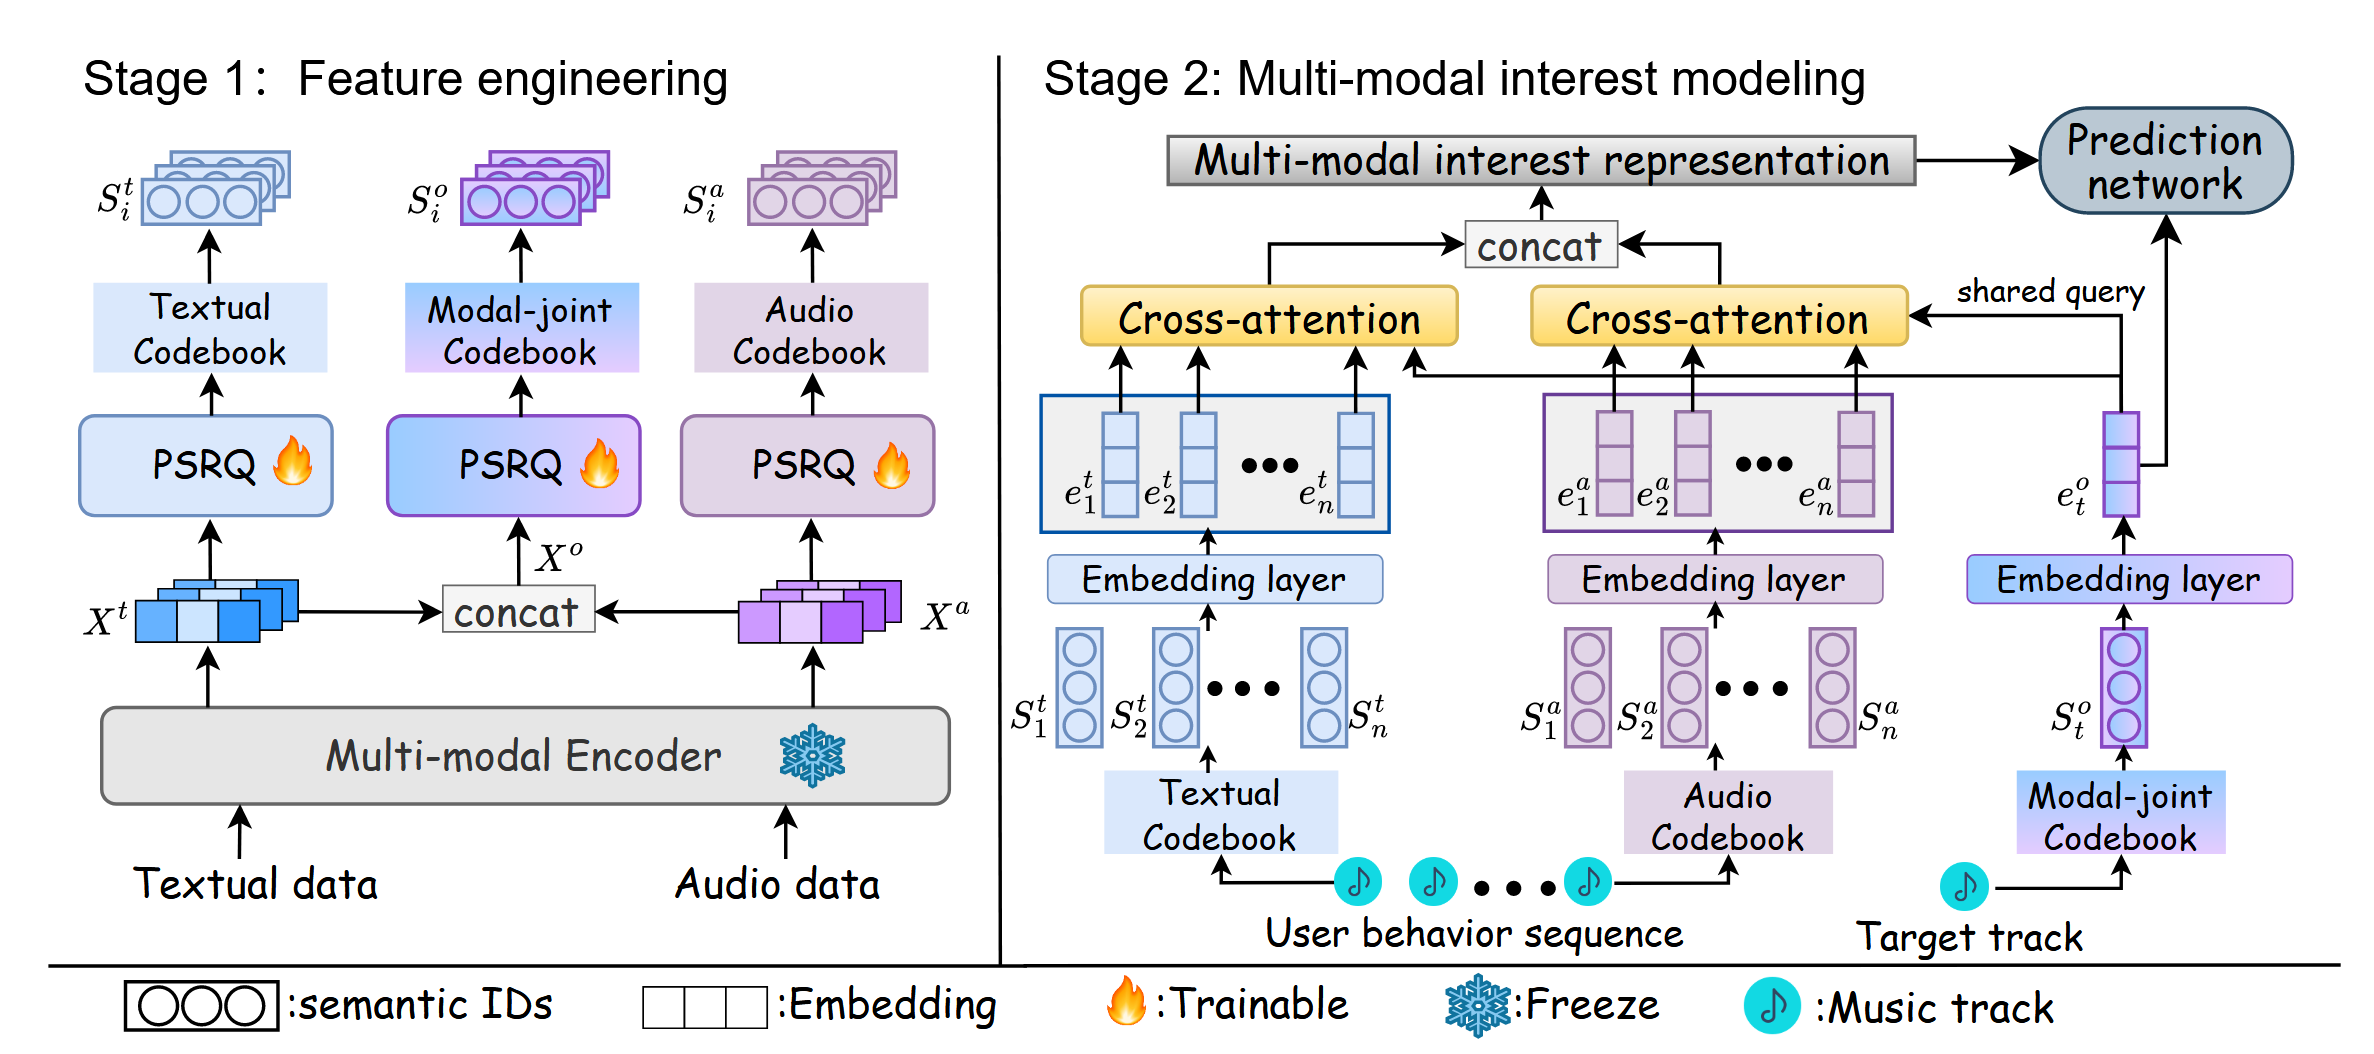 Stage 1: Feature engineering
S_i^t
S_i^o
S_i^a
Textual
Codebook
Modal-joint
Codebook
Audio
Codebook
PSRQ
PSRQ
PSRQ
X^t
concat
X^o
X^a
Multi-modal Encoder
Textual data
Audio data
Stage 2: Multi-modal interest modeling
Multi-modal interest representation
Prediction
network
concat
shared query
Cross-attention
Cross-attention
e_1^t
e_2^t
e_n^t
e_1^a
e_2^a
e_n^a
e_t^o
Embedding layer
Embedding layer
Embedding layer
S_1^t
S_2^t
S_n^t
S_1^a
S_2^a
S_n^a
S_t^o
Textual
Codebook
Audio
Codebook
Modal-joint
Codebook
User behavior sequence
Target track
:semantic IDs
:Embedding
:Trainable
:Freeze
:Music track